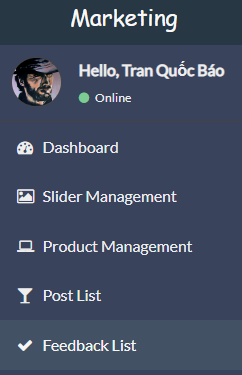 Marketing
Hello, Tran Quốc Báo
Online
Dashboard
Slider Management
Product Management
Post List
Feedback List